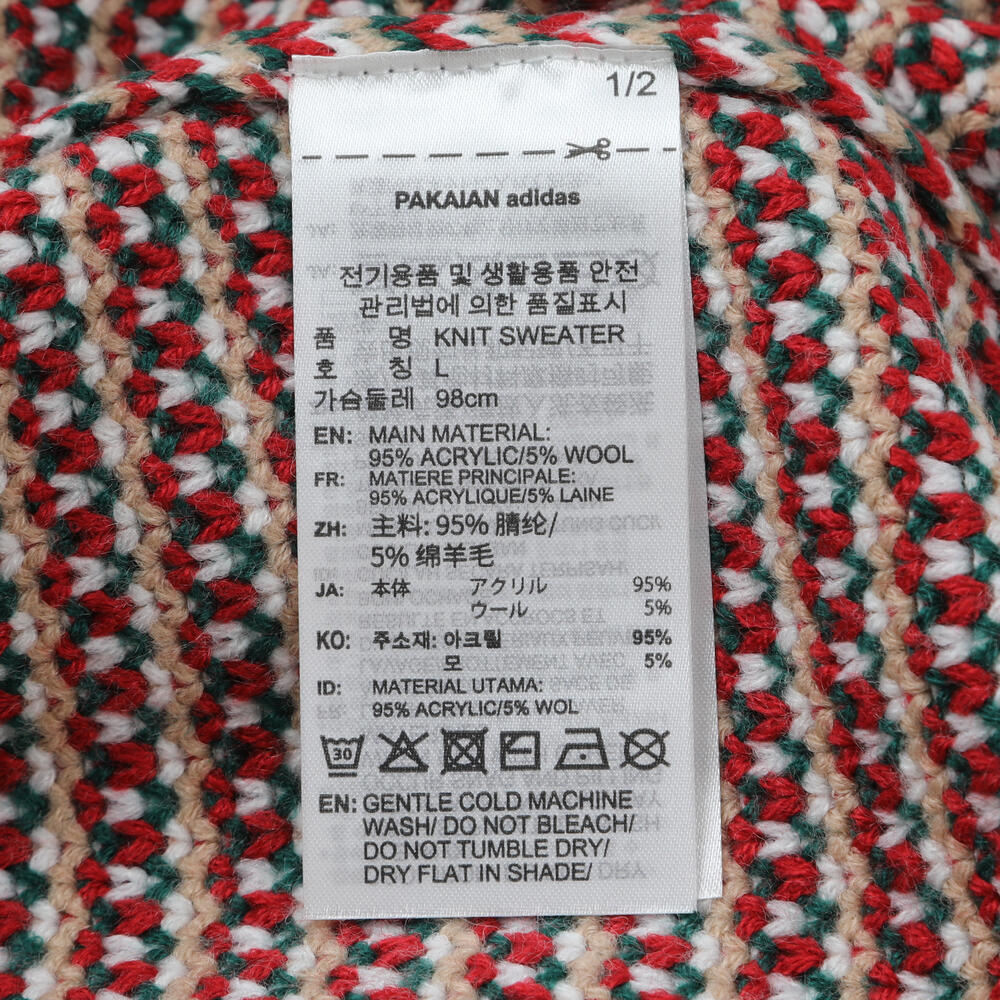 1/2
PAKAIAN adidas
전기용품 및 생활용품 안전
관리법에 의한 품질표시
품 명 KNIT SWEATER
호 칭 L
가슴둘레 98cm
EN: MAIN MATERIAL:
95% ACRYLIC/5% WOOL
FR: MATIERE PRINCIPALE:
95% ACRYLIQUE/5% LAINE
ZH: 主料: 95% 腈纶/
5% 绵羊毛
JA: 本体 アクリル 95%
ウール 5%
KO: 주소재: 아크릴 95%
모 5%
ID: MATERIAL UTAMA:
95% ACRYLIC/5% WOL
30
EN: GENTLE COLD MACHINE
WASH/ DO NOT BLEACH/
DO NOT TUMBLE DRY/
DRY FLAT IN SHADE/